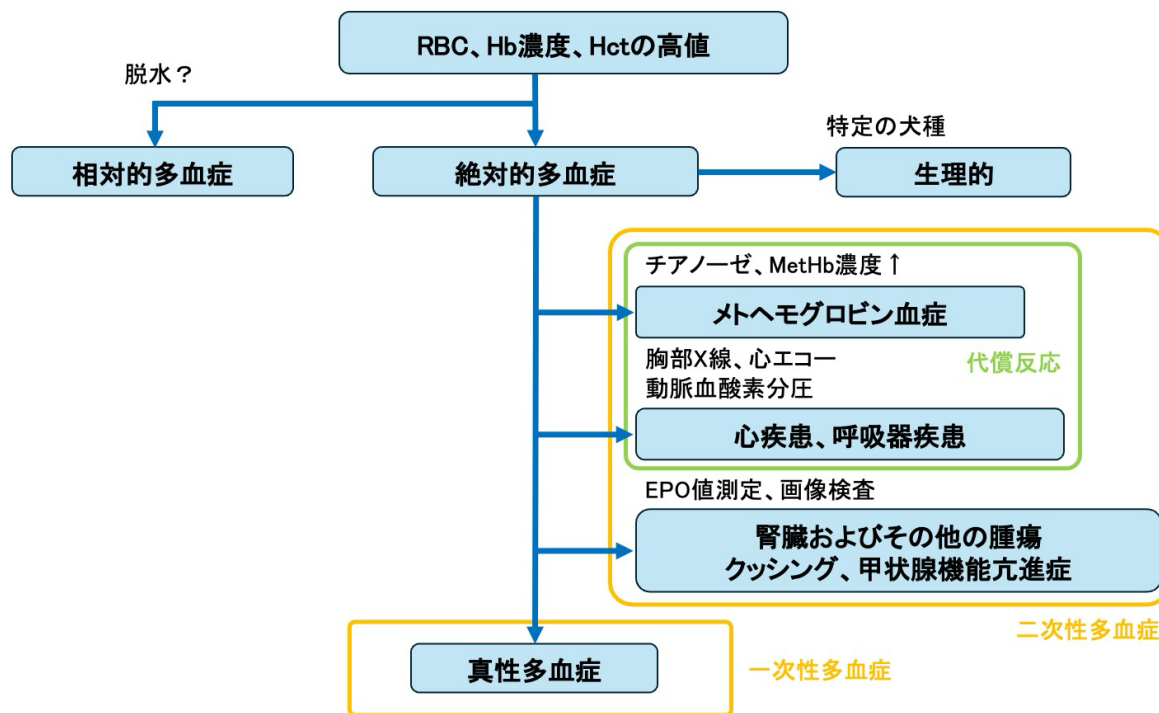 RBC、Hb濃度、Hctの高値
脱水？
特定の犬種
相対的多血症
絶対的多血症
生理的
チアノーゼ、MetHb濃度↑
メトヘモグロビン血症
胸部X線、心エコー
動脈血酸素分圧
代償反応
心疾患、呼吸器疾患
EPO値測定、画像検査
腎臓およびその他の腫瘍
クッシング、甲状腺機能亢進症
二次性多血症
真性多血症
一次性多血症